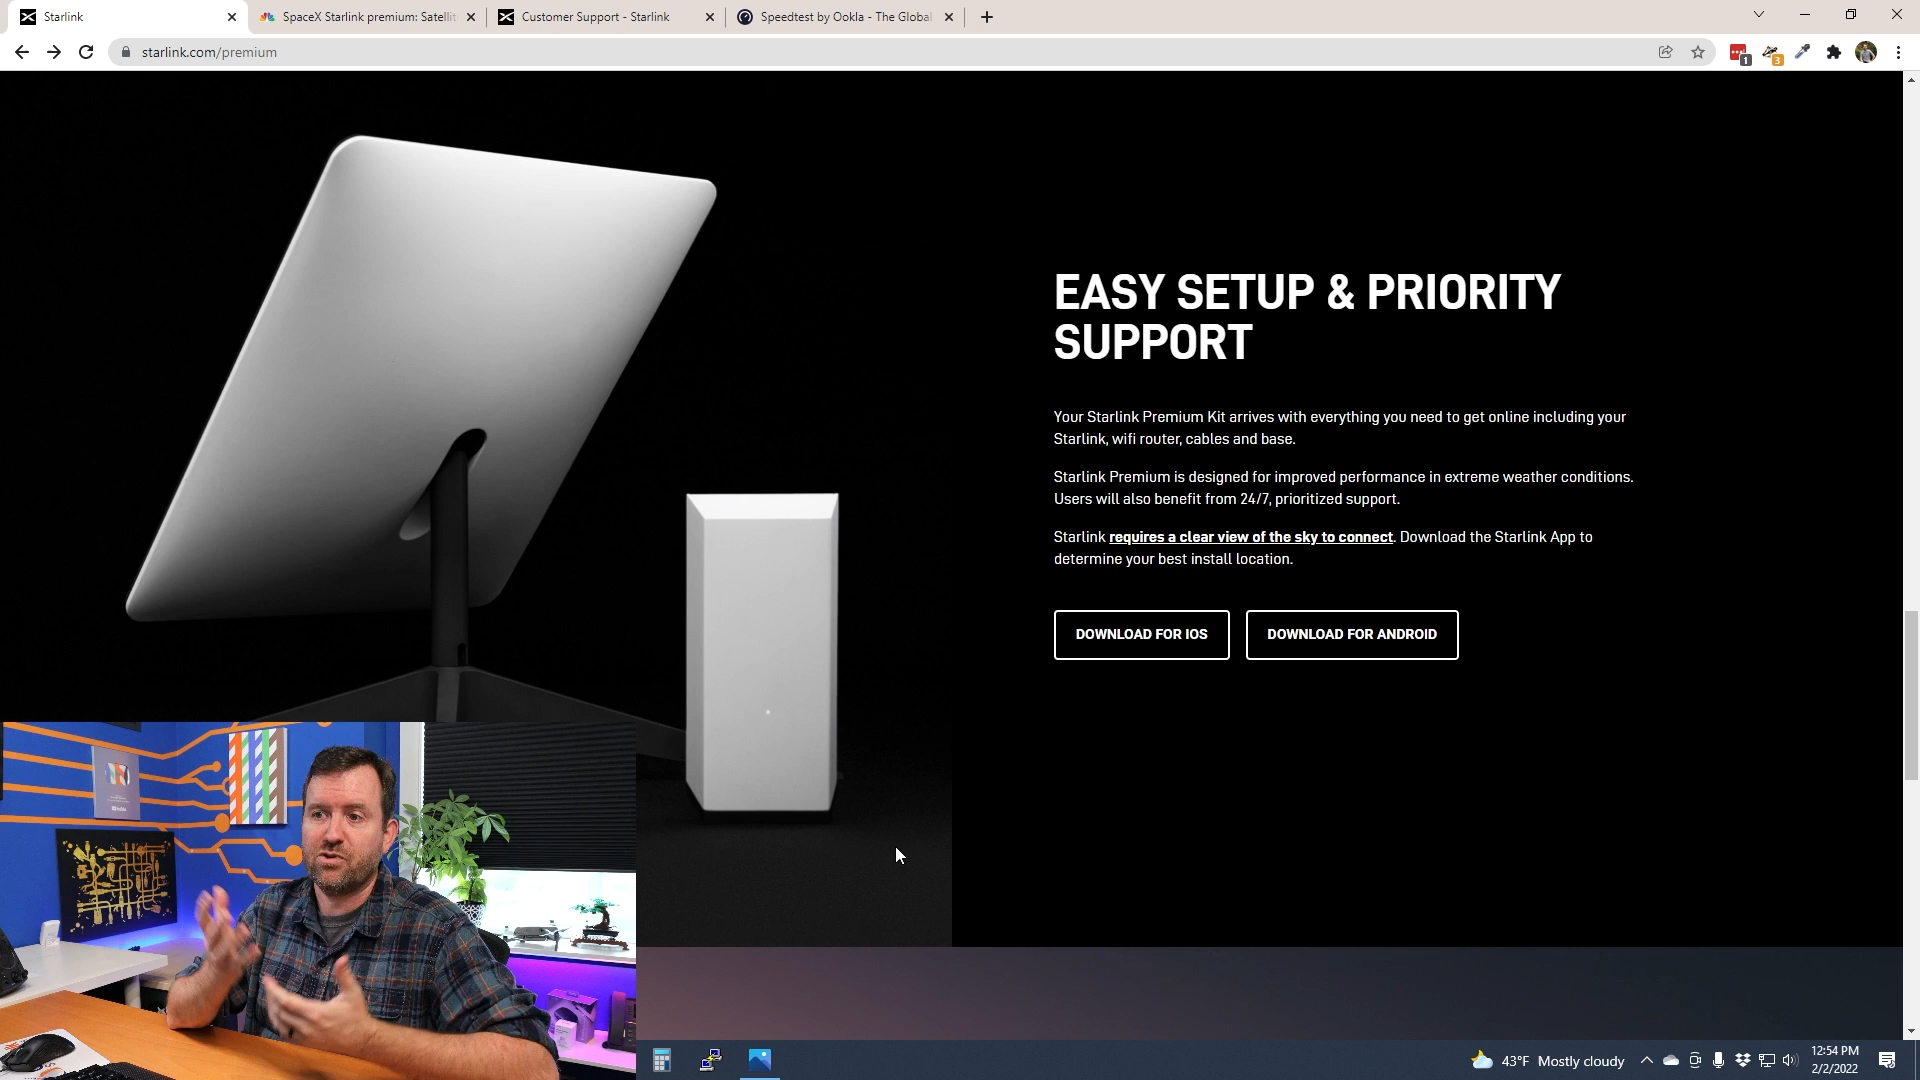 Starlink
SpaceX Starlink premium: Satellit
Customer Support - Starlink
Speedtest by Ookla - The Global
starlink.com/premium
1
3
EASY SETUP & PRIORITY
SUPPORT
Your Starlink Premium Kit arrives with everything you need to get online including your
Starlink, wifi router, cables and base.
Starlink Premium is designed for improved performance in extreme weather conditions.
Users will also benefit from 24/7, prioritized support.
Starlink requires a clear view of the sky to connect. Download the Starlink App to
determine your best install location.
DOWNLOAD FOR IOS
DOWNLOAD FOR ANDROID
43°F Mostly cloudy
12:54 PM
2/2/2022